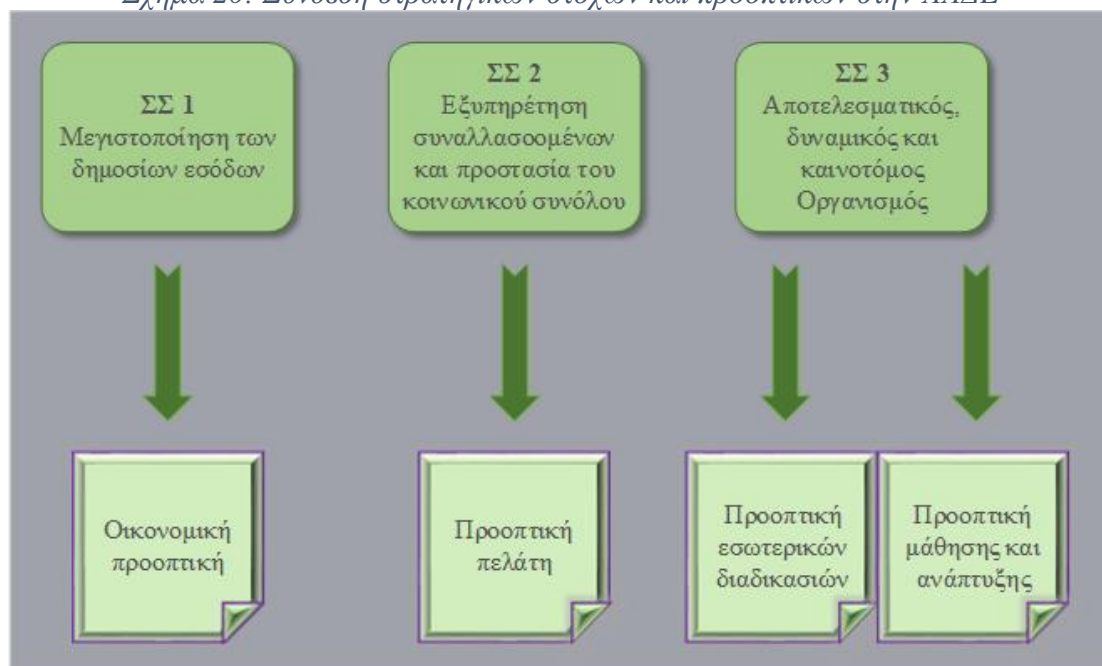 ΣΣ 1
Μεγιστοποίηση των
δημοσίων εσόδων
ΣΣ 2
Εξυπηρέτηση
συναλλασοομένων
και προστασία του
κοινωνικού συνόλου
ΣΣ 3
Αποτελεσματικός,
δυναμικός και
καινοτόμος
Οργανισμός
Οικονομική
προοπτική
Προοπτική
πελάτη
Προοπτική
εσωτερικών
διαδικασιών
Προοπτική
μάθησης και
ανάπτυξης